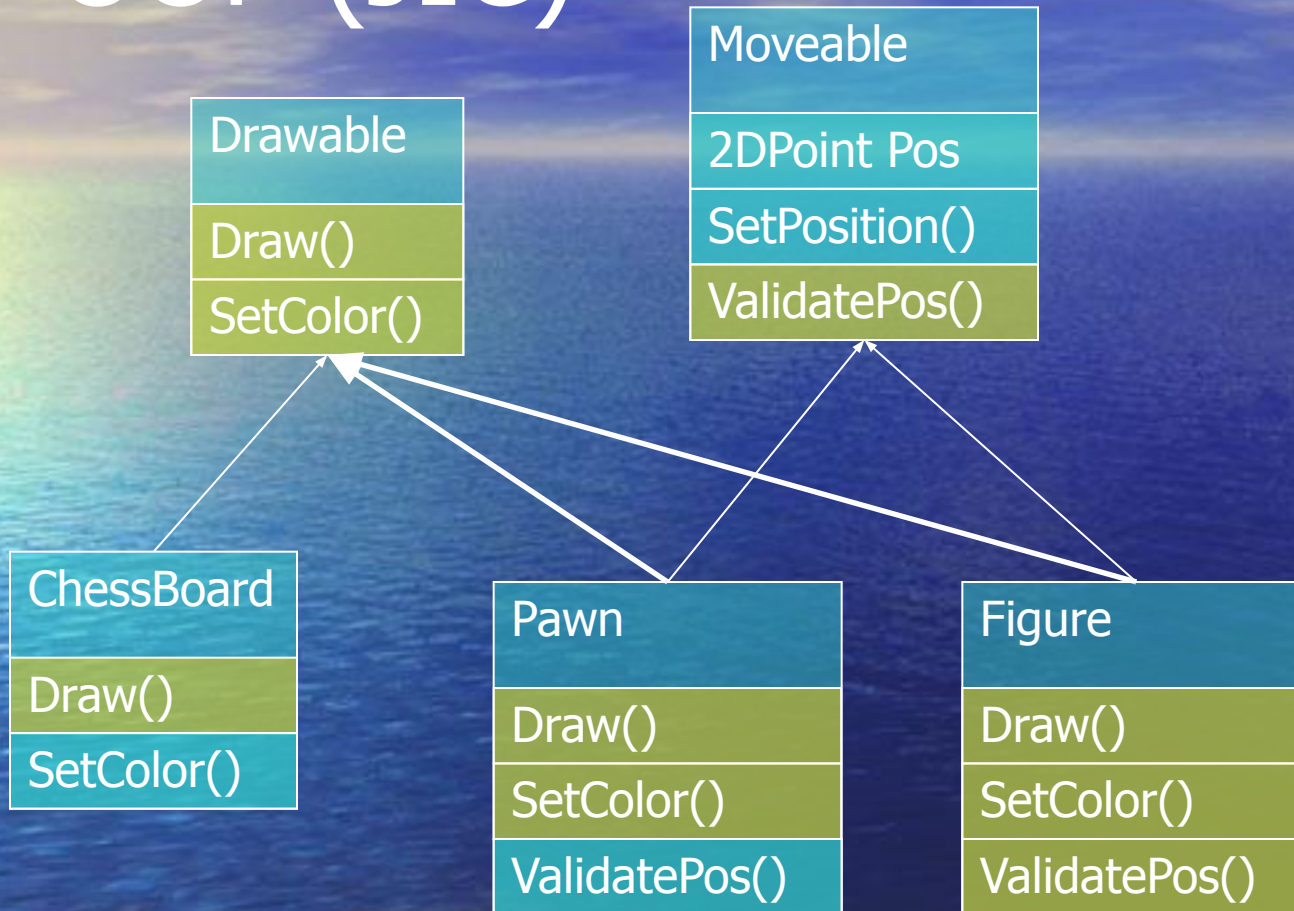 Drawable
Draw()
SetColor()
Moveable
2DPoint Pos
SetPosition()
ValidatePos()
ChessBoard
Draw()
SetColor()
Pawn
Draw()
SetColor()
ValidatePos()
Figure
Draw()
SetColor()
ValidatePos()